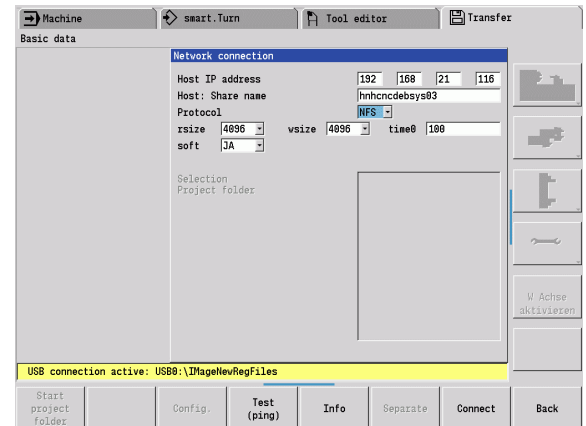 Machine
smart.Turn
Tool editor
Transfer
Basic data
Network connection
Host IP address 192 168 21 116
Host: Share name hnhcncdebsys03
Protocol NFS
rsize 4096 wsize 4096 time0 100
soft JA
Selection
Project folder
W Achse
aktivieren
USB connection active: USB0:\IMageNewRegFiles
Start
project
folder
Config.
Test
(ping)
Info
Separate
Connect
Back